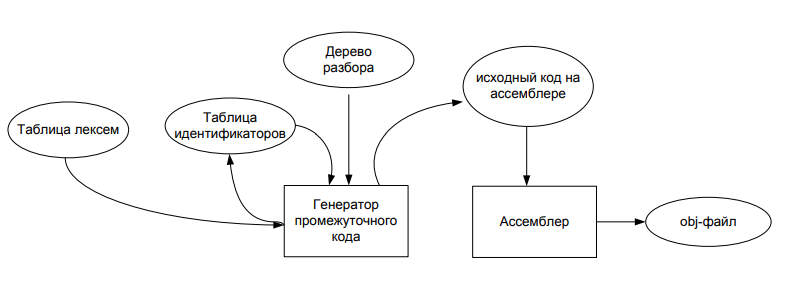 Дерево
разбора
исходный код на
ассемблере
Таблица лексем
Таблица
идентификаторов
Генератор
промежуточного
кода
Ассемблер
obj-файл